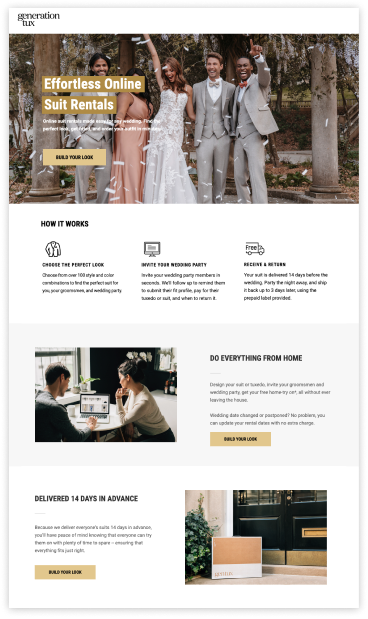 generation
tux
Effortless Online
Suit Rentals
Online suit rentals made easy for any wedding. Find the
perfect look, get fitted, and order your outfit in minutes.
BUILD YOUR LOOK
HOW IT WORKS
Free
CHOOSE THE PERFECT LOOK
Choose from over 100 style and color
combinations to find the perfect suit for
you, your groomsmen, and wedding party.
INVITE YOUR WEDDING PARTY
Invite your wedding party members in
seconds. We'll follow up to remind them
to submit their fit profile, pay for their
tuxedo or suit, and when to return it.
RECEIVE & RETURN
Your suit is delivered 14 days before the
wedding. Party the night away, and ship
it back up to 3 days later, using the
prepaid label provided.
DO EVERYTHING FROM HOME
Design your suit or tuxedo, invite your groomsmen and
wedding party, get your free home try on*, all without ever
leaving the house.
Wedding date changed or postponed? No problem, you
can update your rental dates with no extra charge.
BUILD YOUR LOOK
DELIVERED 14 DAYS IN ADVANCE
Because we deliver everyone's suits 14 days in advance,
you'll have peace of mind knowing that everyone can try
them on with plenty of time to spare – ensuring that
everything fits just right.
BUILD YOUR LOOK